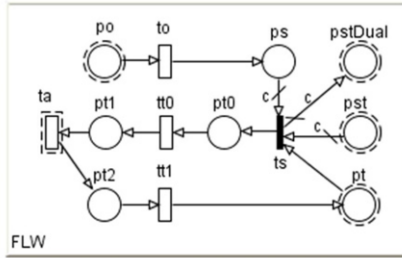 po to ps pstDual
c c
ta pt1 tt0 pt0 c pst
ts
pt2 tt1 pt
FLW